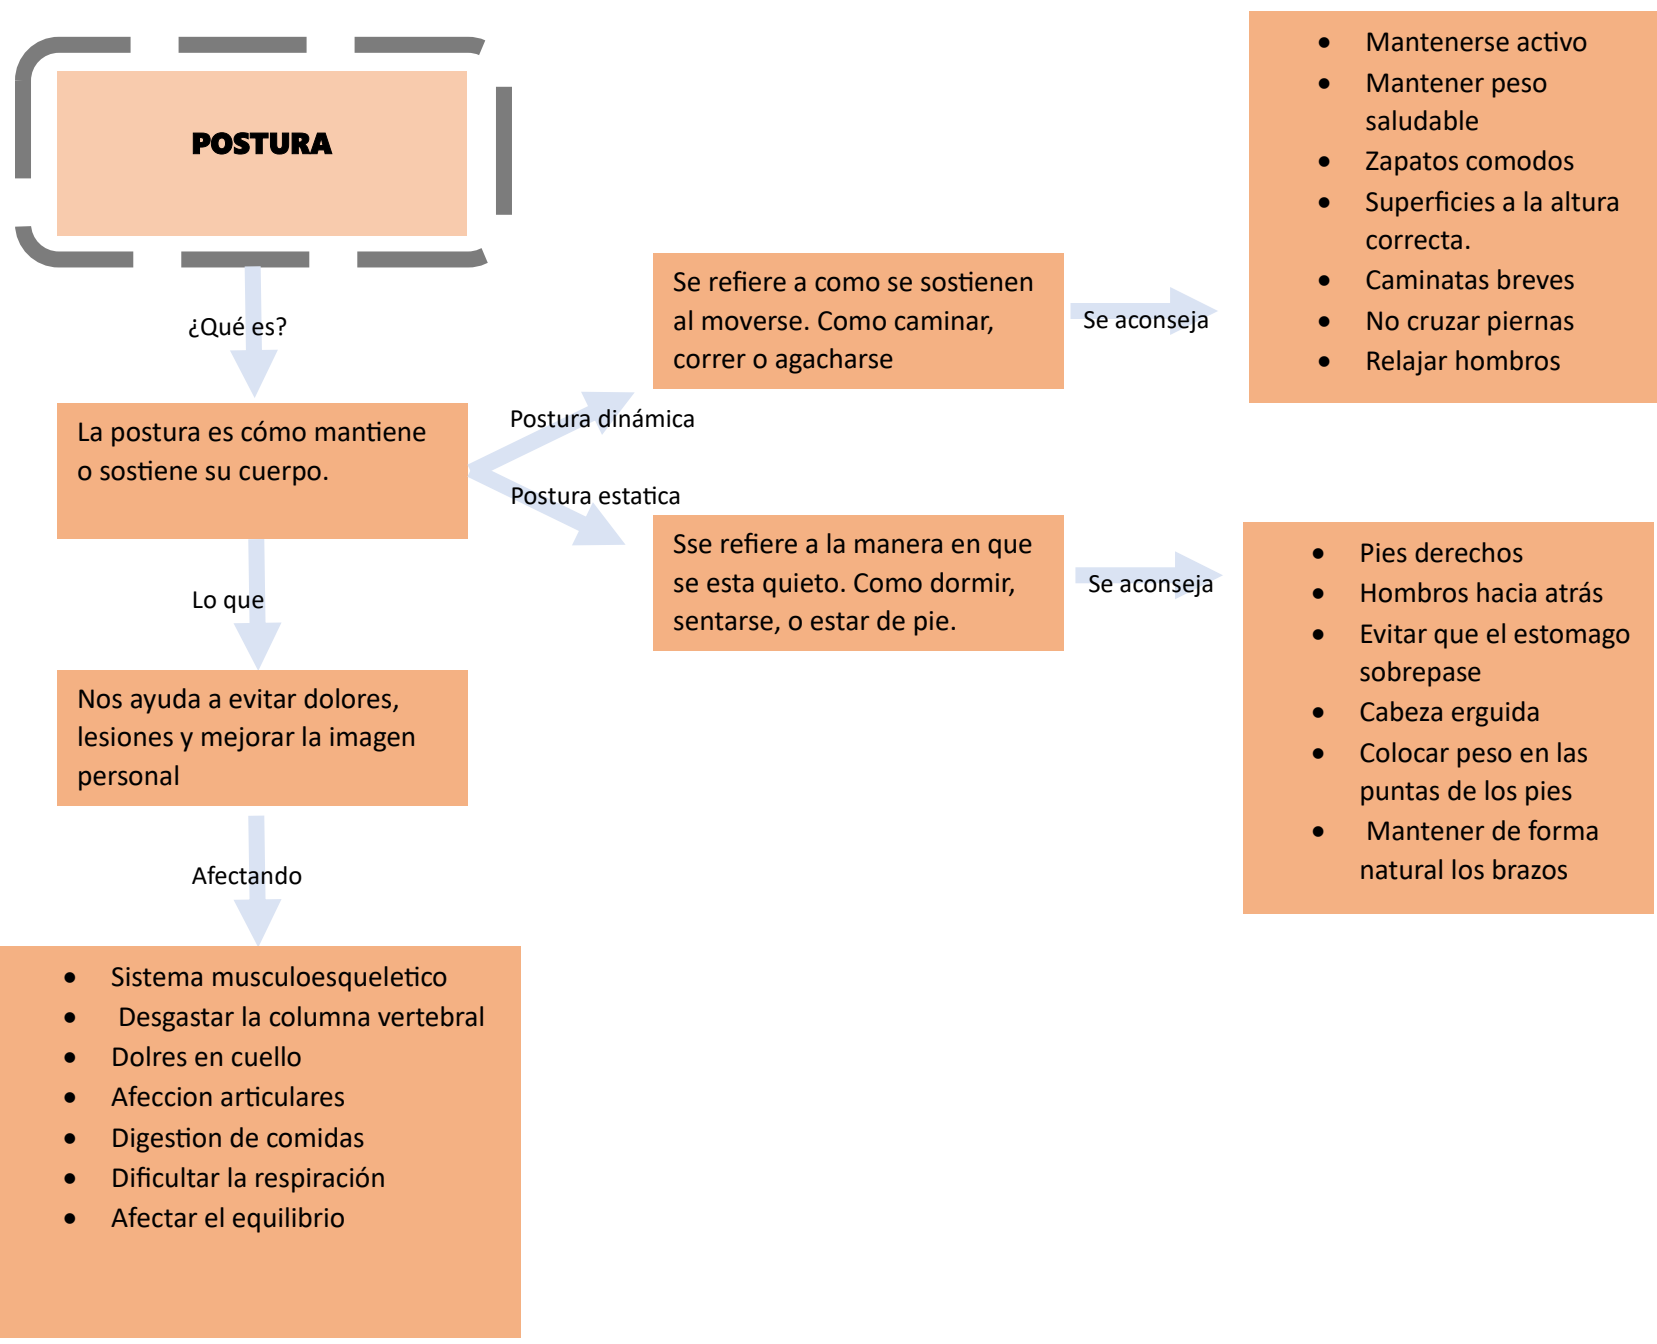 POSTURA
¿Qué es?
La postura es cómo mantiene
o sostiene su cuerpo.
Lo que
Nos ayuda a evitar dolores,
lesiones y mejorar la imagen
personal
Afectando
• Sistema musculoesqueletico
• Desgastar la columna vertebral
• Dolres en cuello
• Afeccion articulares
• Digestion de comidas
• Dificultar la respiración
• Afectar el equilibrio
Postura dinámica
Se refiere a como se sostienen
al moverse. Como caminar,
correr o agacharse
Se aconseja
• Mantenerse activo
• Mantener peso
saludable
• Zapatos comodos
• Superficies a la altura
correcta.
• Caminatas breves
• No cruzar piernas
• Relajar hombros
Postura estatica
Sse refiere a la manera en que
se esta quieto. Como dormir,
sentarse, o estar de pie.
Se aconseja
• Pies derechos
• Hombros hacia atrás
• Evitar que el estomago
sobrepase
• Cabeza erguida
• Colocar peso en las
puntas de los pies
• Mantener de forma
natural los brazos